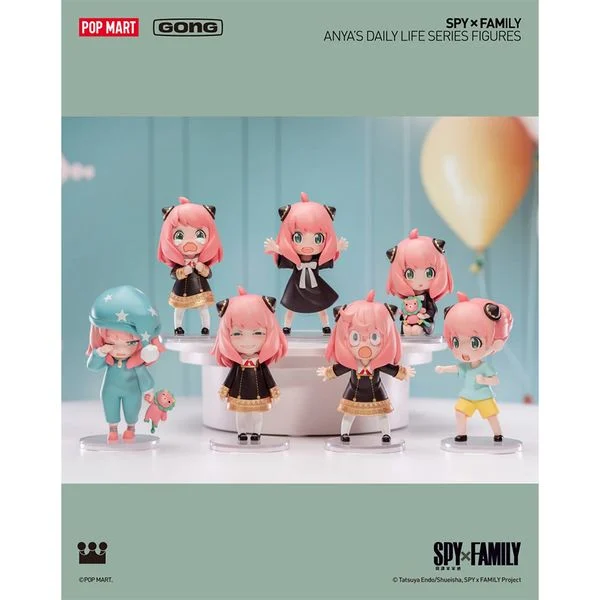 POP MART GONG
SPY×FAMILY
ANYA'S DAILY LIFE SERIES FIGURES
SPY×FAMILY
©POP MART.
© Tatsuya Endo/Shueisha, SPY x FAMILY Project